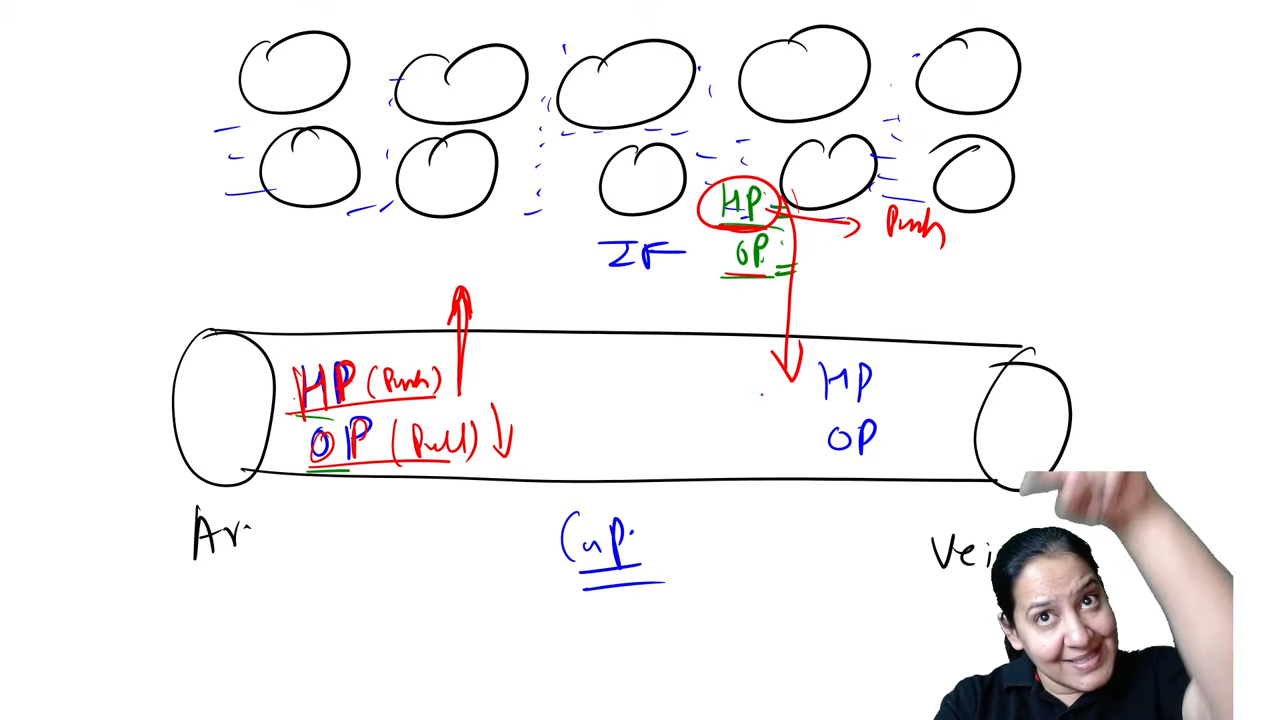 HP
Push
OP
IF
HP (Push)
OP (Pull)
HP
OP
Ar.
Cap.
Vei